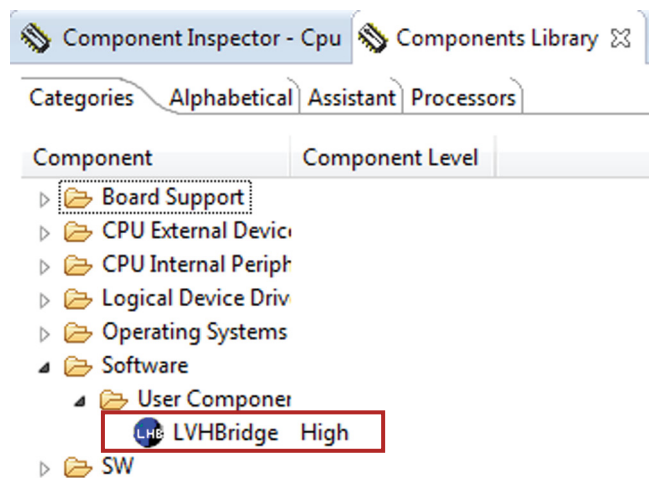 Component Inspector - Cpu Components Library
Categories Alphabetical Assistant Processors
Component Component Level
Board Support
CPU External Devic
CPU Internal Periph
Logical Device Driv
Operating Systems
Software
User Componen
LHB LVHBridge High
SW